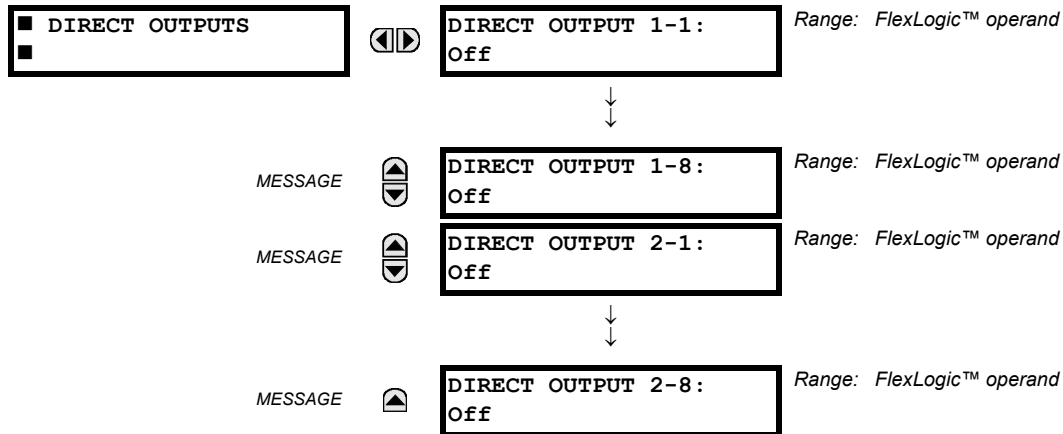 ■ DIRECT OUTPUTS
■
DIRECT OUTPUT 1-1:
Off
Range: FlexLogic™ operand
↓
↓
MESSAGE
DIRECT OUTPUT 1-8:
Off
Range: FlexLogic™ operand
MESSAGE
DIRECT OUTPUT 2-1:
Off
Range: FlexLogic™ operand
↓
↓
MESSAGE
DIRECT OUTPUT 2-8:
Off
Range: FlexLogic™ operand